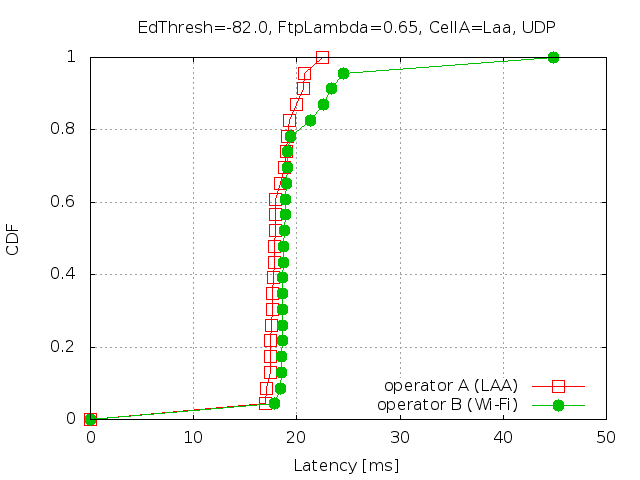 EdThresh=-82.0, FtpLambda=0.65, CellA=Laa, UDP
1
0.8
0.6
0.4
0.2
0
CDF
operator A (LAA)
operator B (Wi-Fi)
0 10 20 30 40 50
Latency [ms]